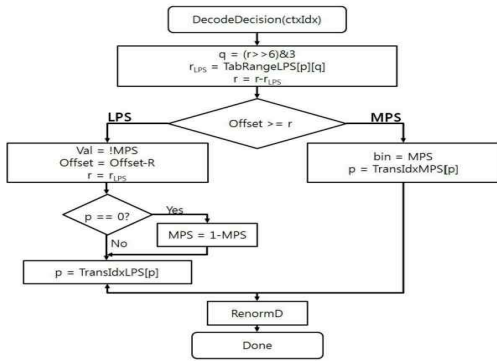 DecodeDecision(ctxIdx)
q = (r>>6)&3
rLPS = TabRangeLPS[p][q]
r = r-rLPS
LPS
Offset >= r
MPS
Val = !MPS
Offset = Offset-R
r = rLPS
bin = MPS
p = TransIdxMPS[p]
p == 0?
Yes
No
MPS = 1-MPS
p = TransIdxLPS[p]
RenormD
Done